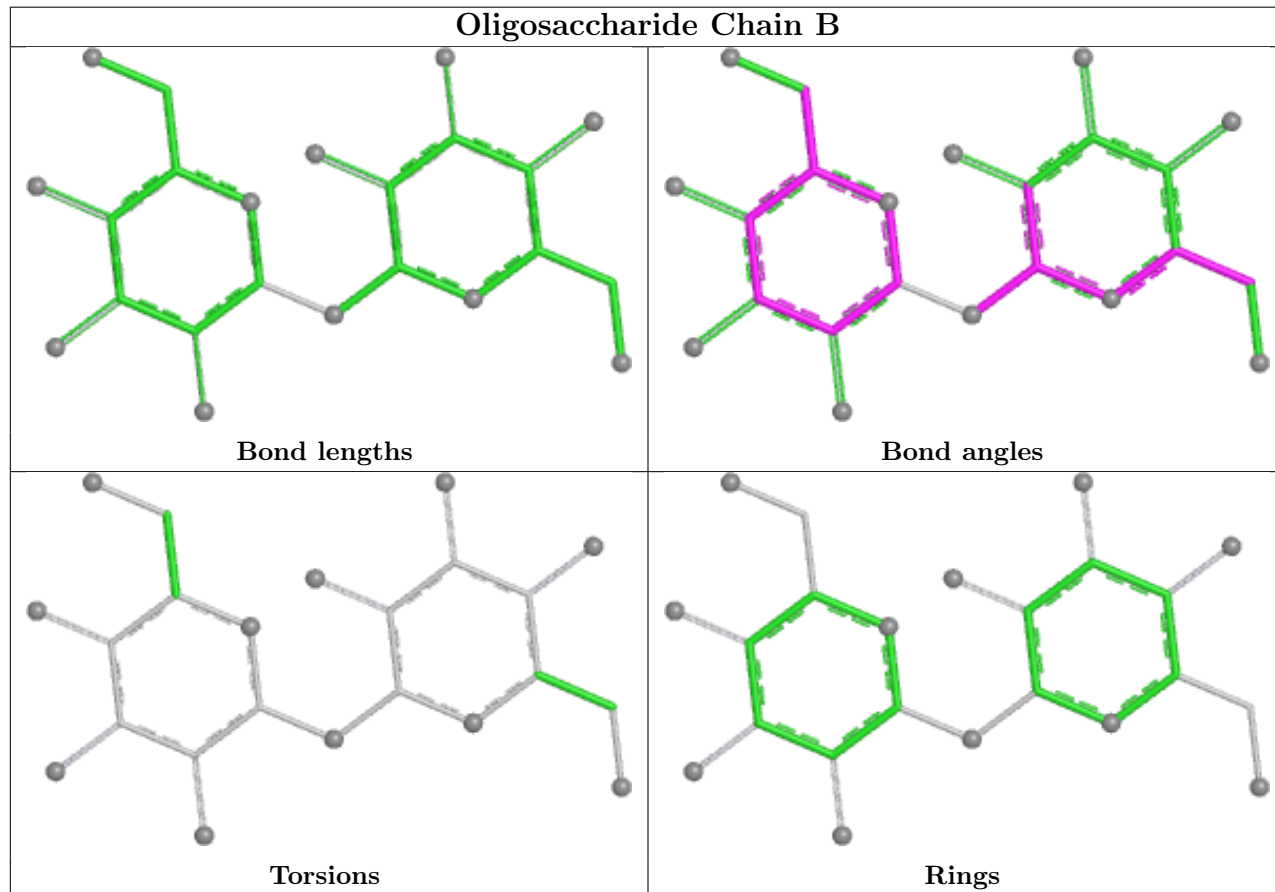 Oligosaccharide Chain B
Bond lengths
Bond angles
Torsions
Rings